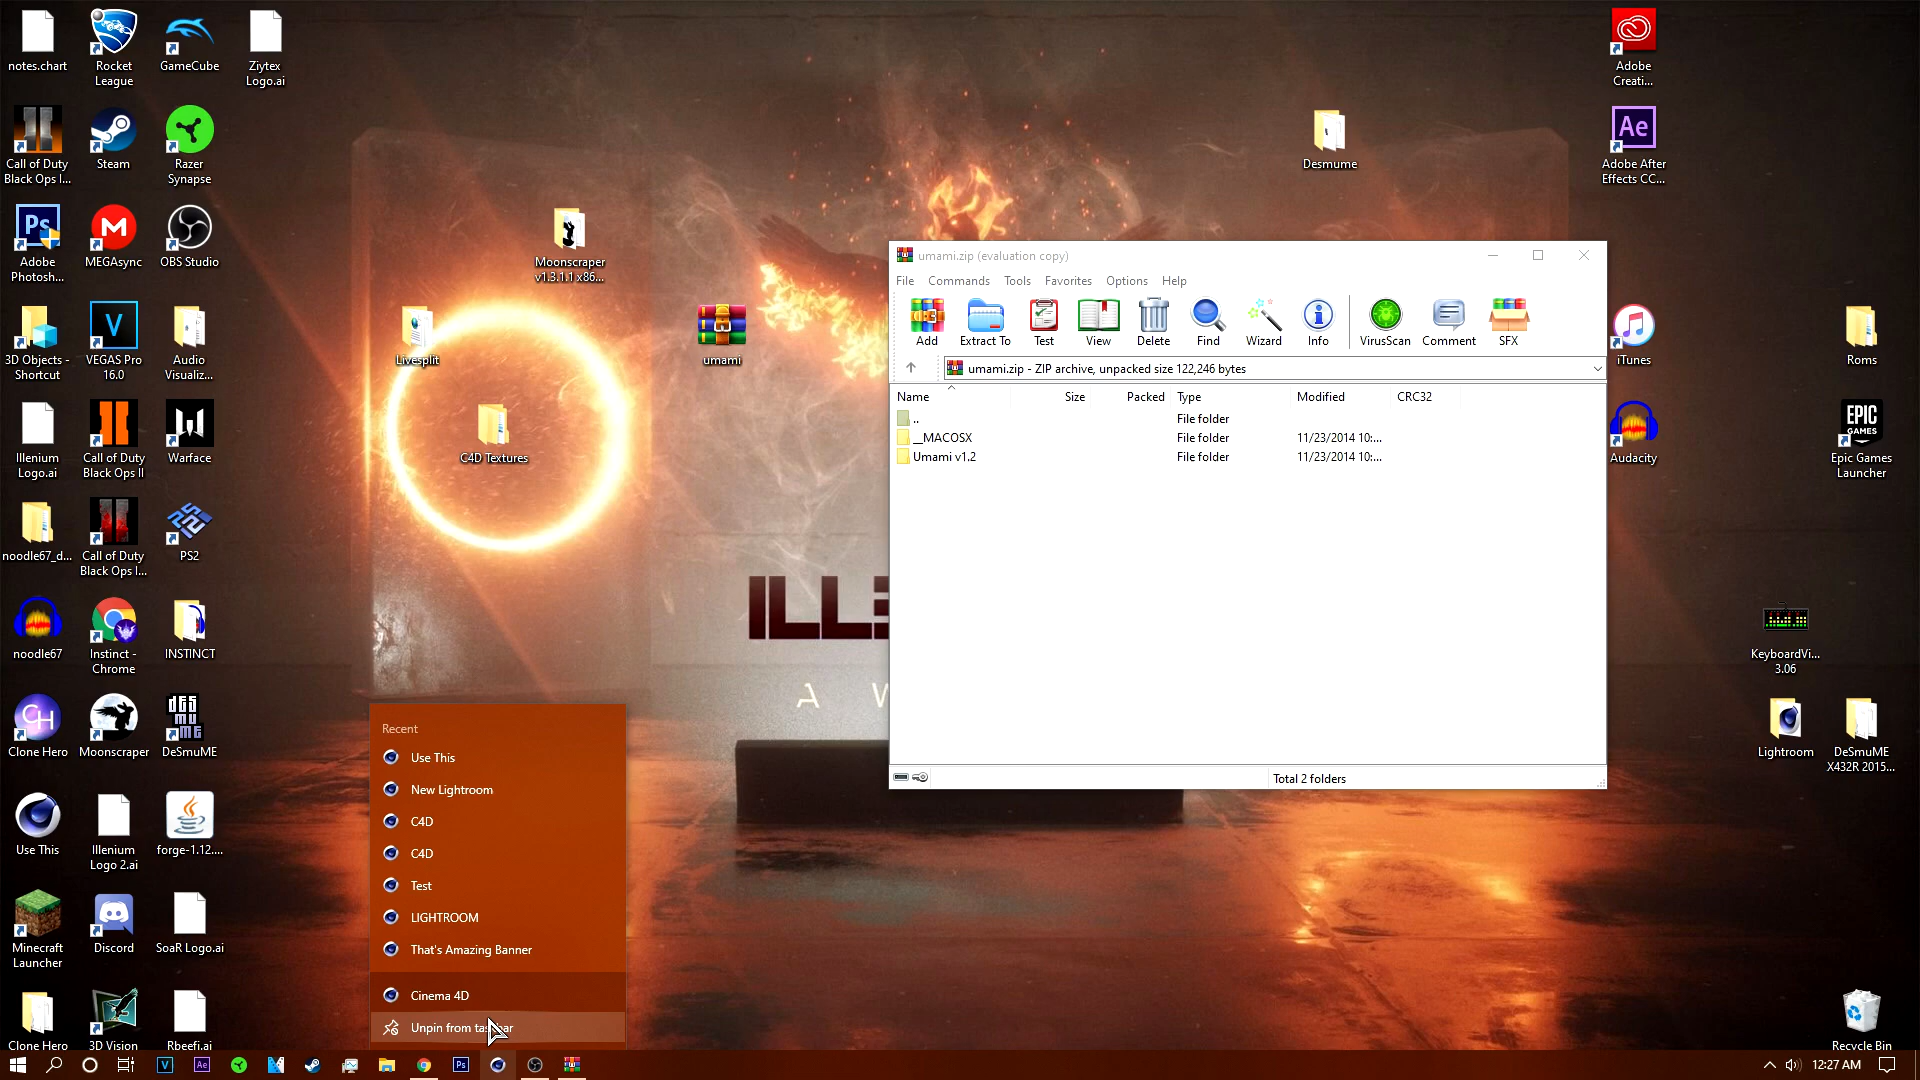 notes.chart
Rocket League
GameCube
Ziytex Logo.ai
Call of Duty Black Ops I...
Steam
Razer Synapse
Adobe Photosh...
MEGAsync
OBS Studio
3D Objects - Shortcut
VEGAS Pro 16.0
Audio Visualiz...
Illenium Logo.ai
Call of Duty Black Ops II
Warface
noodle67_d...
Call of Duty Black Ops I...
PS2
noodle67
Instinct - Chrome
INSTINCT
Clone Hero
Moonscraper
DeSmuME
Use This
Illenium Logo 2.ai
forge-1.12....
Minecraft Launcher
Discord
SoaR Logo.ai
Clone Hero
3D Vision
Rbeefi.ai
Moonscraper v1.3.1.1 x86...
Livesplit
C4D Textures
umami
Desmume
Adobe Creati...
Adobe After Effects CC...
iTunes
Roms
Audacity
EPIC GAMES
Epic Games Launcher
KeyboardVi... 3.06
Lightroom
DeSmuME X432R 2015...
Recycle Bin
umami.zip (evaluation copy)
File Commands Tools Favorites Options Help
Add Extract To Test View Delete Find Wizard Info VirusScan Comment SFX
umami.zip - ZIP archive, unpacked size 122,246 bytes
Name Size Packed Type Modified CRC32
.. File folder
__MACOSX File folder 11/23/2014 10:...
Umami v1.2 File folder 11/23/2014 10:...
Total 2 folders
Recent
Use This
New Lightroom
C4D
C4D
Test
LIGHTROOM
That's Amazing Banner
Cinema 4D
Unpin from
12:27 AM